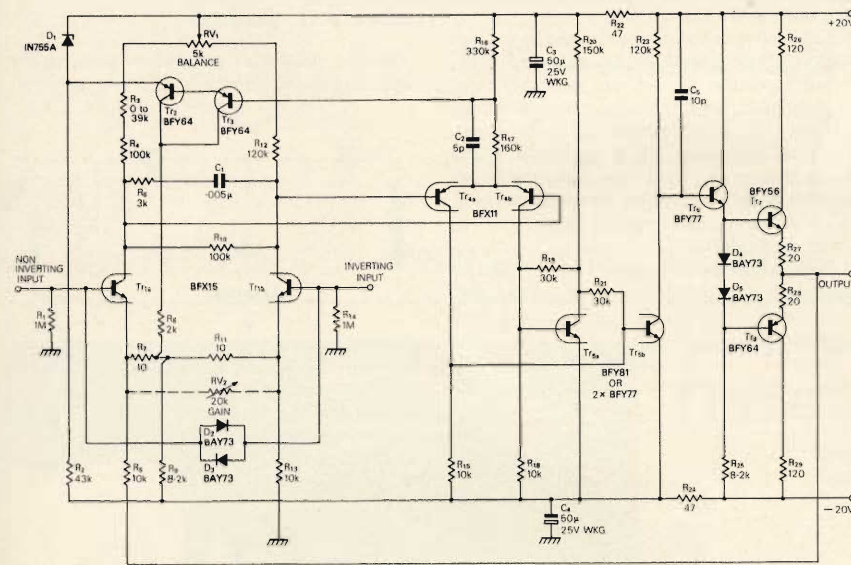 D1
IN755A
RV1
5k
BALANCE
R22
47
+20V
R16
330k
C3
50μ
25V
WKG.
R20
150k
R23
120k
R26
120
R3
0 to
39k
Tr2
BFY64
Tr3
BFY64
C5
10p
R4
100k
R12
120k
C2
5p
R17
160k
C1
·005μ
R6
3k
Tr4a
Tr4b
BFX11
Tr6
BFY77
BFY56
Tr7
R10
100k
R19
30k
D4
BAY73
R27
20
NON
INVERTING
INPUT
Tr1a
BFX15
Tr1b
INVERTING
INPUT
R21
30k
D5
BAY73
R28
20
OUTPUT
R1
1M
R8
2k
R14
1M
Tr5a
Tr5b
Tr8
BFY64
R7
10
R11
10
BFY81
OR
2× BFY77
RV2
20k
GAIN
D2
BAY73
D3
BAY73
R2
43k
R5
10k
R9
8·2k
R13
10k
R15
10k
R18
10k
R25
8·2k
R29
120
R24
47
-20V
C4
50μ
25V WKG